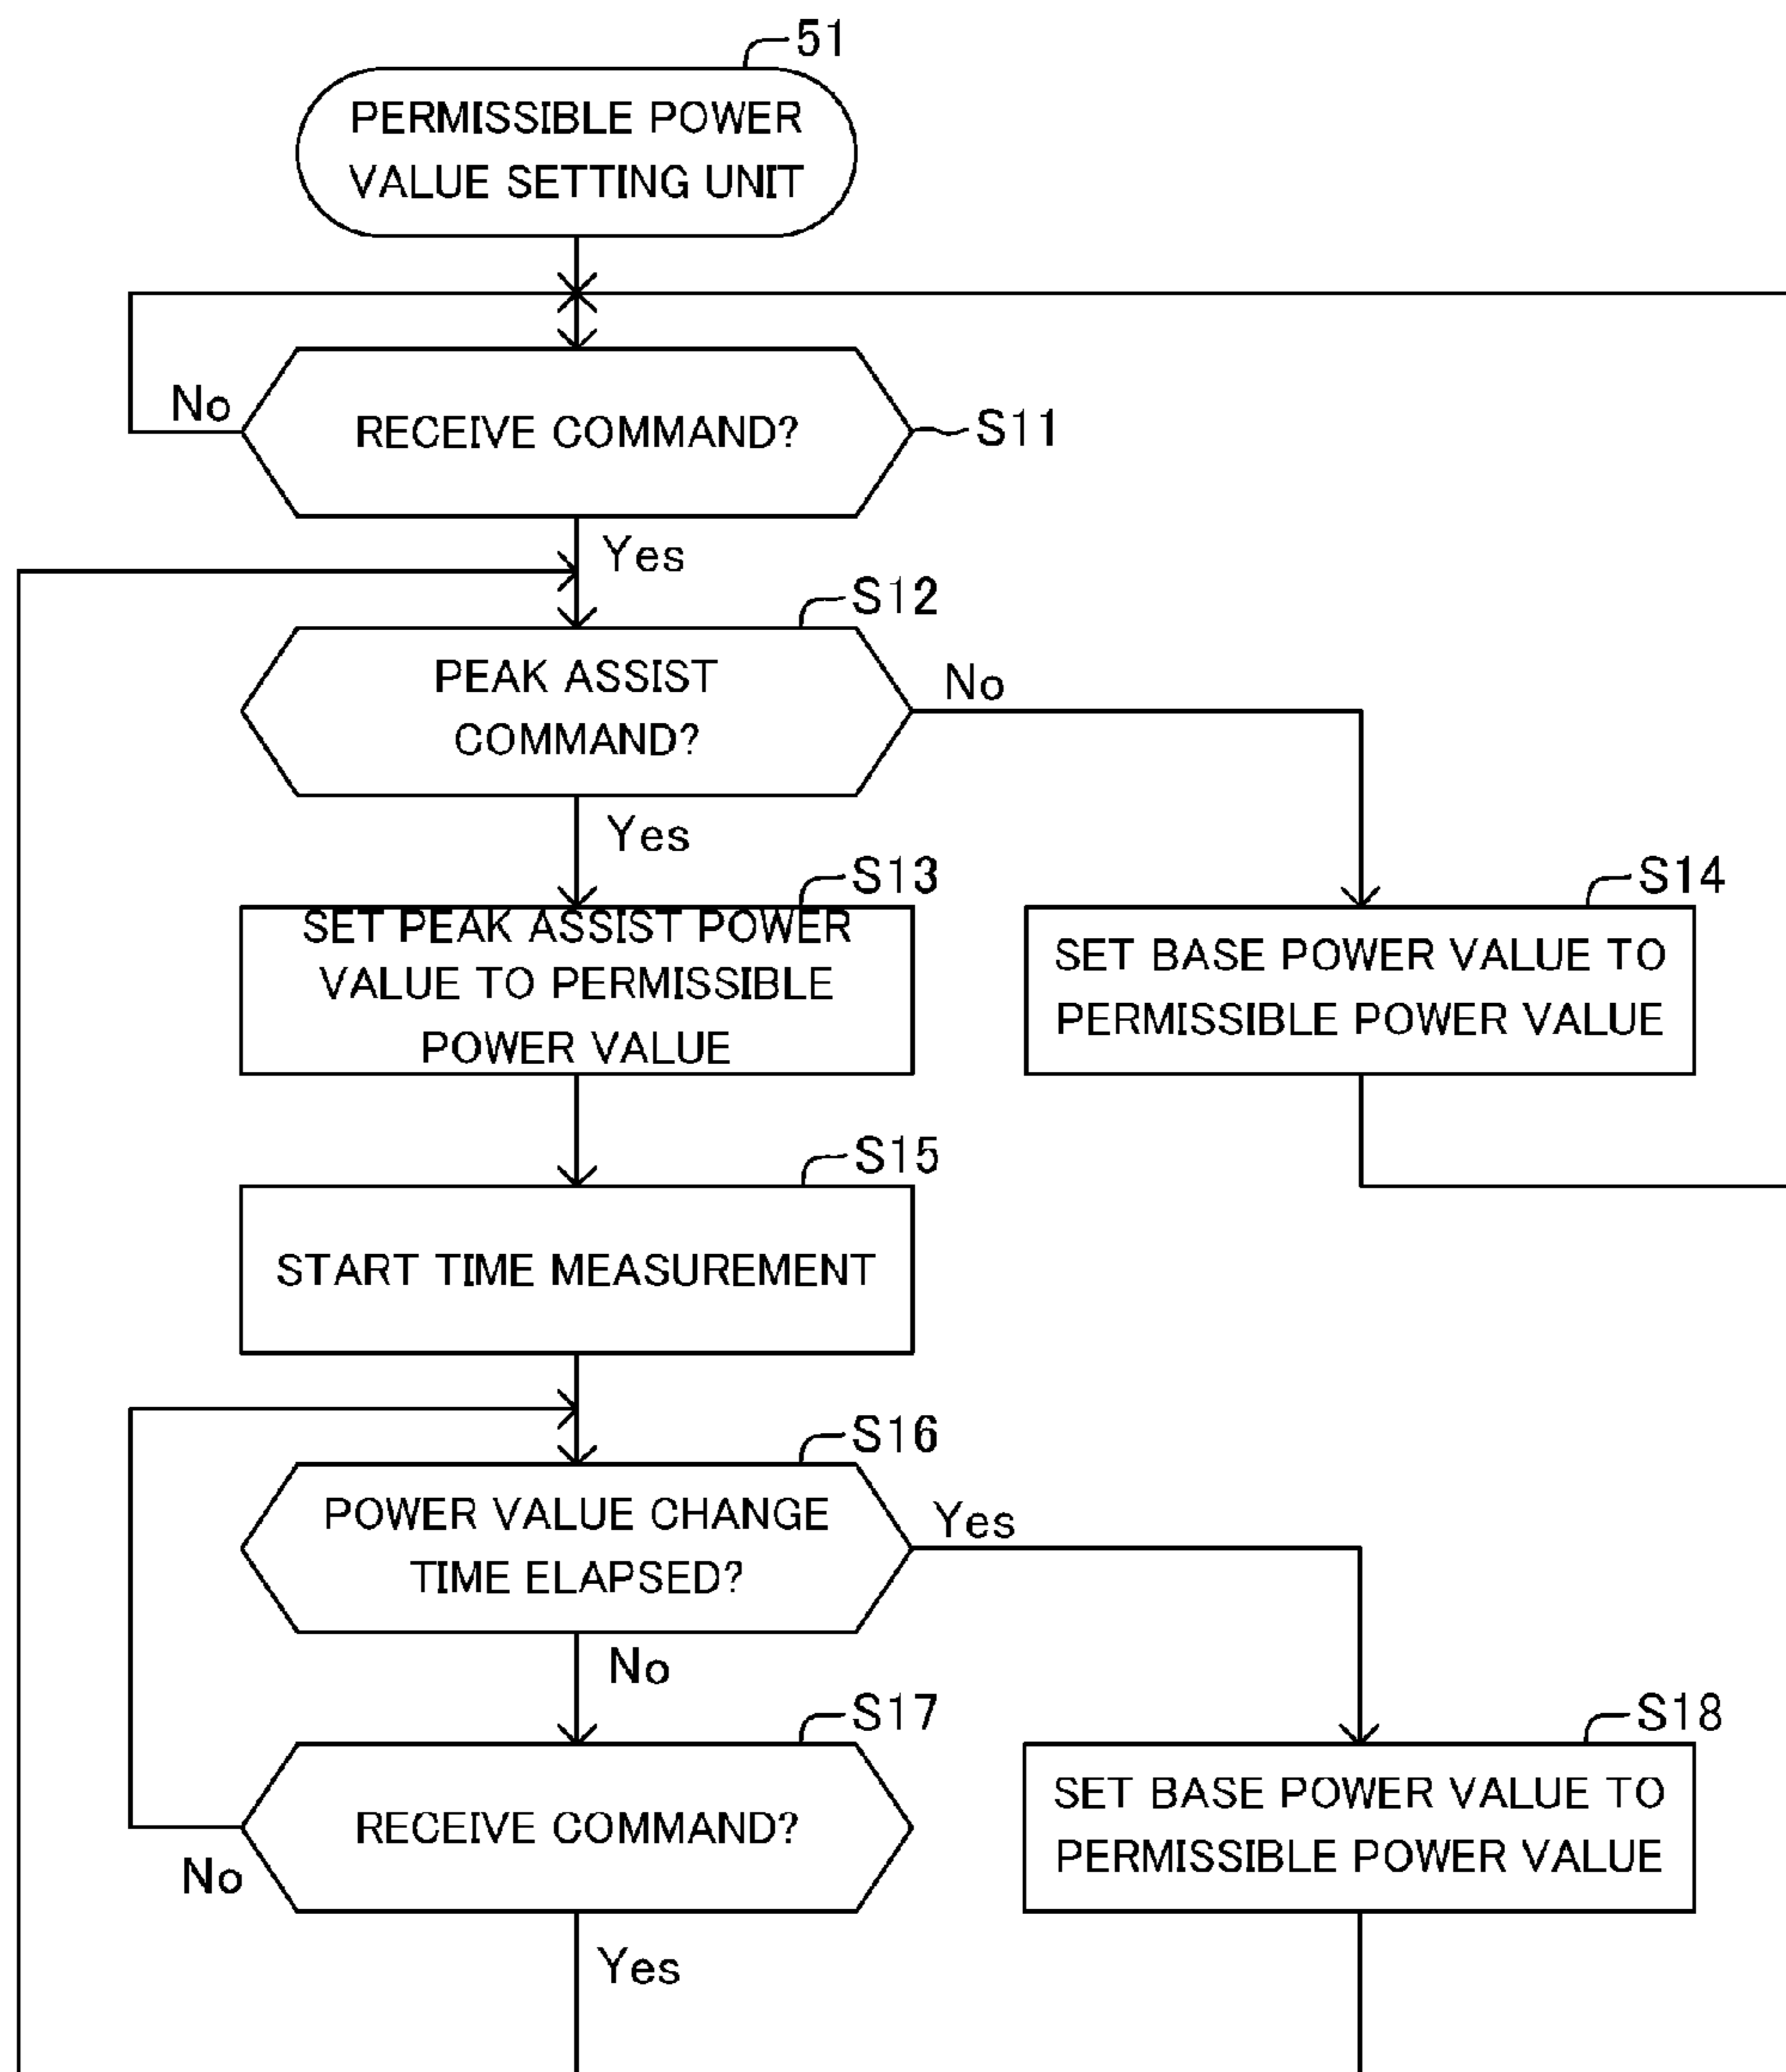 51
PERMISSIBLE POWER
VALUE SETTING UNIT
No
RECEIVE COMMAND?
S11
Yes
S12
PEAK ASSIST
COMMAND?
No
Yes
S13
SET PEAK ASSIST POWER
VALUE TO PERMISSIBLE
POWER VALUE
S14
SET BASE POWER VALUE TO
PERMISSIBLE POWER VALUE
S15
START TIME MEASUREMENT
S16
POWER VALUE CHANGE
TIME ELAPSED?
Yes
No
S17
RECEIVE COMMAND?
No
Yes
S18
SET BASE POWER VALUE TO
PERMISSIBLE POWER VALUE